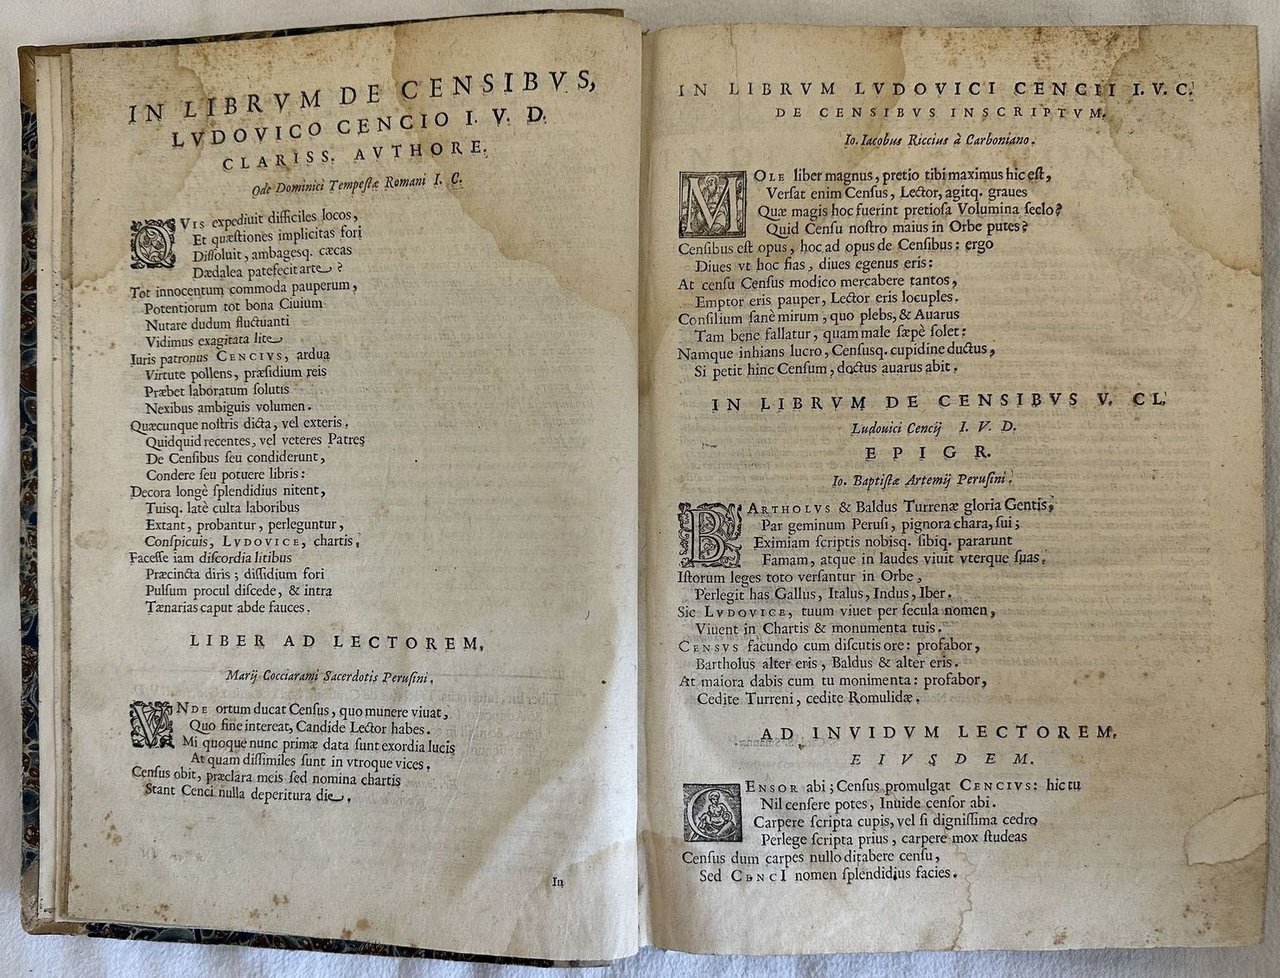 IN LIBRVM DE CENSIBVS,
LVDOVICO CENCIO I. V. D.
CLARISS. AVTHORE.
Ode Dominici Tempestæ Romani I. C.
QVIS expediuit difficiles locos,
Et quæſtiones implicitas fori
Diſſoluit, ambageſq. cæcas
Dædalea patefecit arte?
Tot innocentum commoda pauperum,
Potentiorum tot bona Ciuium
Nutare dudum fluctuanti
Vidimus exagitata lite
Iuris patronus CENCIVS, ardua
Virtute pollens, præſidium reis
Præbet laboratum ſolutis
Nexibus ambiguis volumen.
Quæcunque noſtris dicta, vel exteris.
Quidquid recentes, vel veteres Patres
De Cenſibus ſeu condiderunt,
Condere ſeu potuere libris:
Decora longè ſplendidius nitent,
Tuiſq. latè culta laboribus
Extant, probantur, perleguntur,
Conſpicuis, LVDOVICE, chartis.
Faceſſe iam diſcordia litibus
Præcincta diris; diſſidium fori
Pulſum procul diſcede, & intra
Tænarias caput abde fauces.
LIBER AD LECTOREM.
Marij Cocciarami Sacerdotis Peruſini.
VNDE ortum ducat Cenſus, quo munere viuat,
Quo fine intereat, Candide Lector habes.
Mi quoque nunc primæ data ſunt exordia lucis
At quam diſſimiles ſunt in vtroque vices.
Cenſus obit, præclara meis ſed nomina chartis
Stant Cenci nulla deperitura die.
In
IN LIBRVM LVDOVICI CENCII I. V. C.
DE CENSIBVS INSCRIPTVM.
Io. Iacobus Riccius à Carboniano.
MOLE liber magnus, pretio tibi maximus hic eſt,
Verſat enim Cenſus, Lector, agitq. graues
Quæ magis hoc fuerint pretioſa Volumina ſeclo?
Quid Cenſu noſtro maius in Orbe putes?
Cenſibus eſt opus, hoc ad opus de Cenſibus: ergo
Diues vt hoc fias, diues egenus eris:
At cenſu Cenſus modico mercabere tantos,
Emptor eris pauper, Lector eris locuples.
Conſilium ſanè mirum, quo plebs, & Auarus
Tam bene fallatur, quam male ſæpè ſolet:
Namque inhians lucro, Cenſuſq. cupidine ductus,
Si petit hinc Cenſum, doctus auarus abit.
IN LIBRVM DE CENSIBVS V. CL.
Ludouici Cencij I. V. D.
EPIGR.
Io. Baptiſtæ Artemij Peruſini.
BARTHOLVS & Baldus Turrenæ gloria Gentis,
Par geminum Peruſi, pignora chara, ſui;
Eximiam ſcriptis nobiſq. ſibiq. pararunt
Famam, atque in laudes viuit vterque ſuas.
Iſtorum leges toto verſantur in Orbe,
Perlegit has Gallus, Italus, Indus, Iber.
Sic LVDOVICE, tuum viuet per ſecula nomen,
Viuent in Chartis & monumenta tuis.
CENSVS facundo cum diſcutis ore: profabor,
Bartholus alter eris, Baldus & alter eris.
At maiora dabis cum tu monimenta: profabor,
Cedite Turreni, cedite Romulidæ.
AD INVIDVM LECTOREM.
EIVSDEM.
CENSOR abi; Cenſus promulgat CENCIVS: hic tu
Nil cenſere potes, Inuide cenſor abi.
Carpere ſcripta cupis, vel ſi digniſſima cedro
Perlege ſcripta prius, carpere mox ſtudeas
Cenſus dum carpes nullo ditabere cenſu,
Sed CENCI nomen ſplendidius facies.